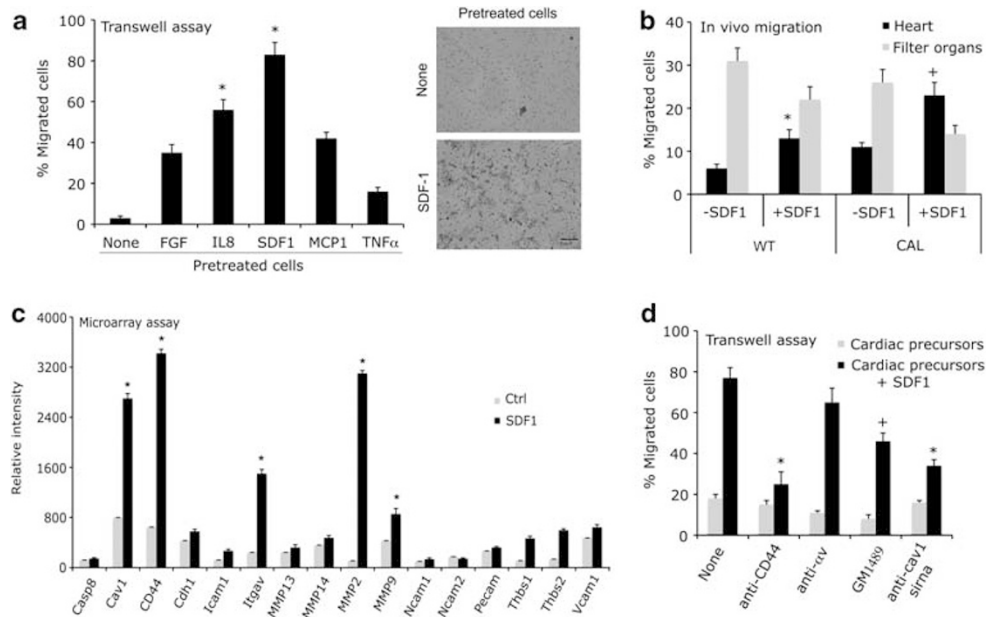 a
Transwell assay
% Migrated cells
100
80
60
40
20
0
None FGF IL8 SDF1 MCP1 TNFα
Pretreated cells
*
*
Pretreated cells
None
SDF-1
b
In vivo migration
Heart
Filter organs
% Migrated cells
40
30
20
10
0
*
+
-SDF1 +SDF1 -SDF1 +SDF1
WT CAL
c
Microarray assay
Relative intensity
4000
3200
2400
1600
800
0
Ctrl
SDF1
*
*
*
*
*
Casp8
Cav1
CD44
Cdh1
Icam1
Itgav
MMP13
MMP14
MMP2
MMP9
Ncam1
Ncam2
Pecam
Thbs1
Thbs2
Vcam1
d
Transwell assay
Cardiac precursors
Cardiac precursors
+ SDF1
% Migrated cells
100
80
60
40
20
0
*
+
*
None
anti-CD44
anti-αv
GM1489
anti-cav1
sirna